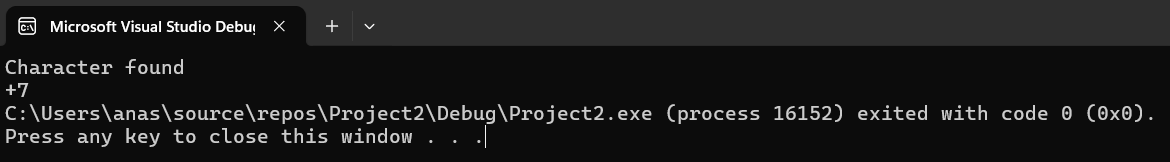 Microsoft Visual Studio Debug
Character found
+7
C:\Users\anas\source\repos\Project2\Debug\Project2.exe (process 16152) exited with code 0 (0x0).
Press any key to close this window . . .